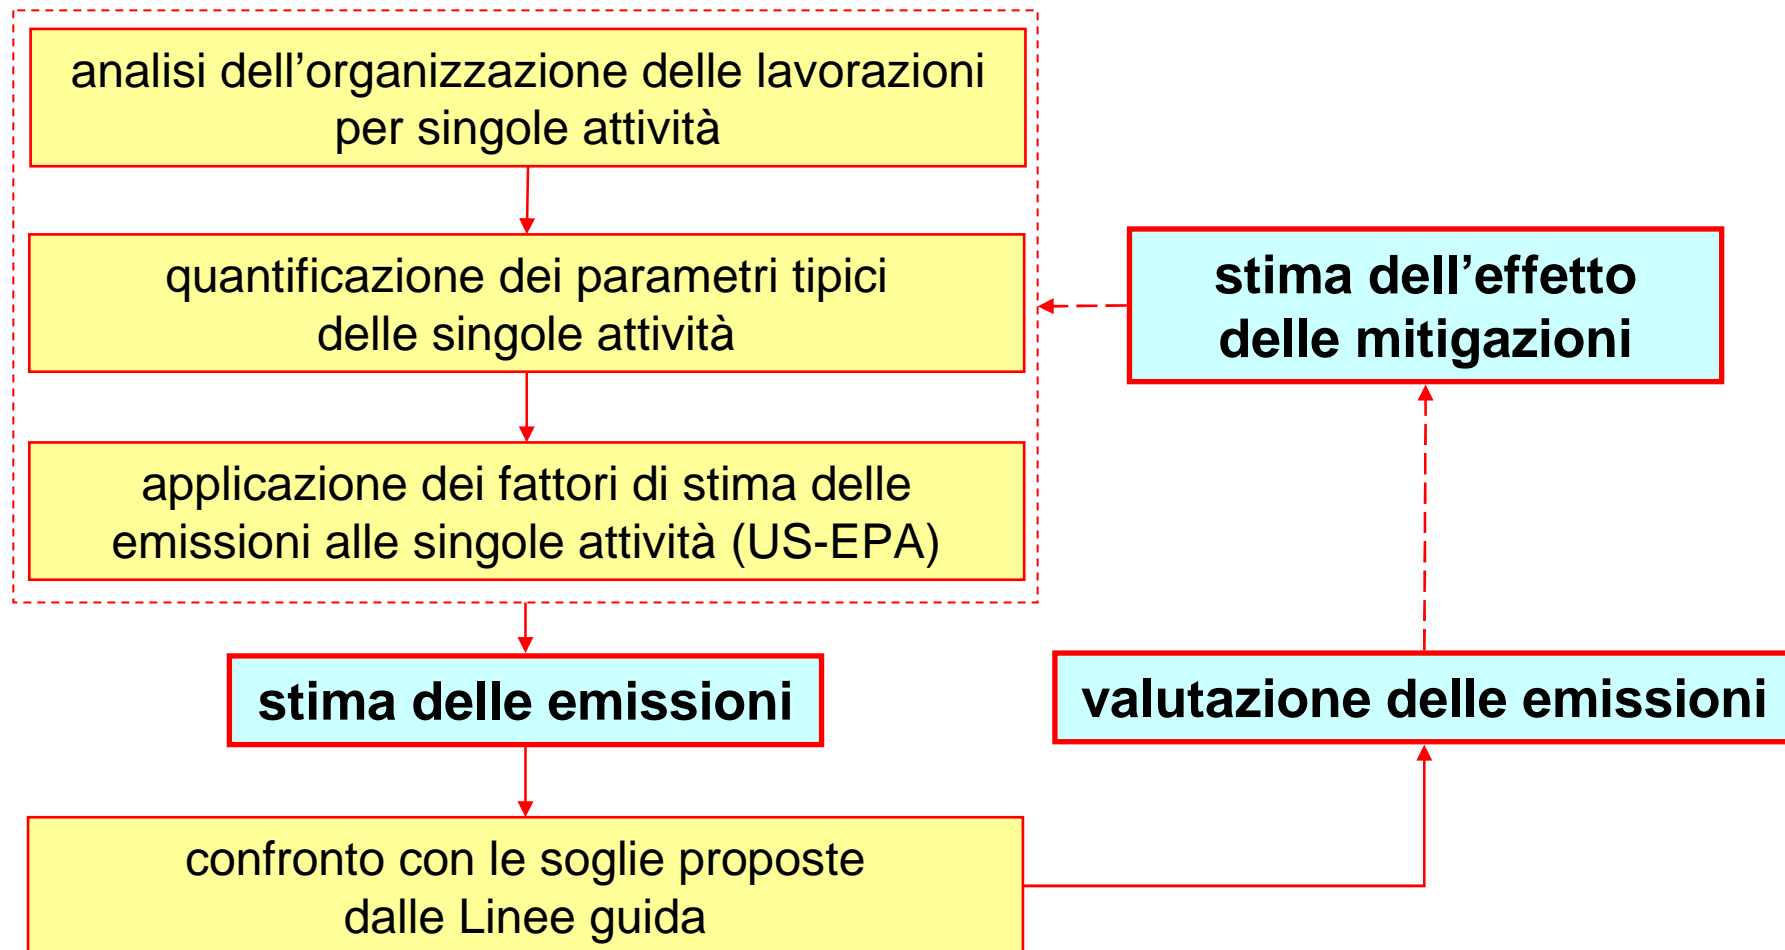 analisi dell’organizzazione delle lavorazioni
per singole attività
quantificazione dei parametri tipici
delle singole attività
stima dell’effetto
delle mitigazioni
applicazione dei fattori di stima delle
emissioni alle singole attività (US-EPA)
stima delle emissioni
valutazione delle emissioni
confronto con le soglie proposte
dalle Linee guida